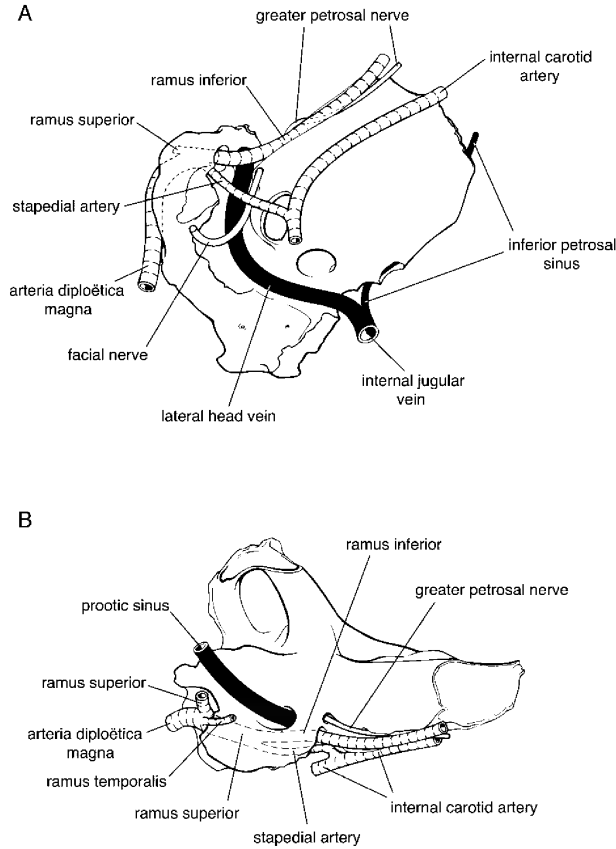 A
greater petrosal nerve
internal carotid
artery
ramus inferior
ramus superior
stapedial artery
inferior petrosal
sinus
arteria diploëtica
magna
facial nerve
internal jugular
vein
lateral head vein
B
ramus inferior
greater petrosal nerve
prootic sinus
ramus superior
arteria diploëtica
magna
ramus temporalis
internal carotid artery
ramus superior
stapedial artery